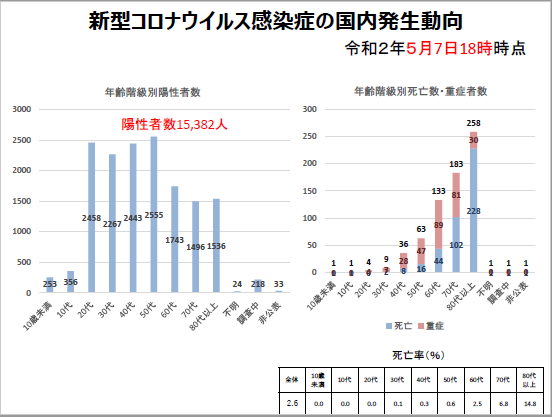 新型コロナウイルス感染症の国内発生動向
令和２年５月７日18時時点
年齢階級別陽性者数
陽性者数15,382人
3000
2500
2000
1500
1000
500
0
253
356
2458
2267
2443
2555
1743
1496
1536
24
218
33
10歳未満
10代
20代
30代
40代
50代
60代
70代
80代以上
不明
調査中
非公表
年齢階級別死亡数・重症者数
300
250
200
150
100
50
0
1
1
4
9
36
63
133
183
258
1
1
1
28
47
89
81
30
2
8
16
44
102
228
10歳未満
10代
20代
30代
40代
50代
60代
70代
80代以上
不明
調査中
非公表
死亡 重症
死亡率(%)
全体 10歳未満 10代 20代 30代 40代 50代 60代 70代 80代以上
2.6 0.0 0.0 0.0 0.1 0.3 0.6 2.5 6.8 14.8